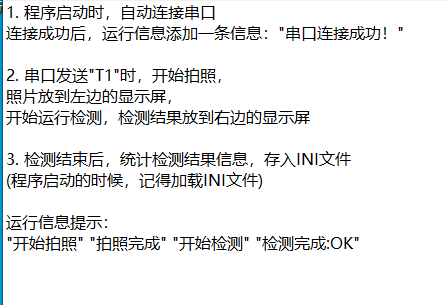 1. 程序启动时，自动连接串口
连接成功后，运行信息添加一条信息："串口连接成功！"
2. 串口发送"T1"时，开始拍照，
照片放到左边的显示屏，
开始运行检测，检测结果放到右边的显示屏
3. 检测结束后，统计检测结果信息，存入INI文件
(程序启动的时候，记得加载INI文件)
运行信息提示：
"开始拍照" "拍照完成" "开始检测" "检测完成:OK"